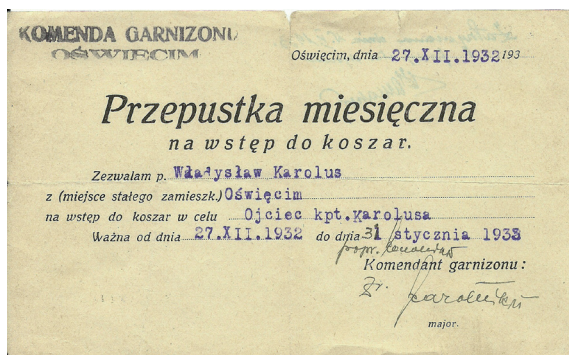 KOMENDA GARNIZONU
OŚWIĘCIM
Oświęcim, dnia 27.XII.1932 193
Przepustka miesięczna
na wstęp do koszar.
Zezwalam p. Władysław Karolus
z (miejsce stałego zamieszk.) Oświęcim
na wstęp do koszar w celu Ojciec kpt.Karolusa
Ważna od dnia 27.XII.1932 do dnia 31 stycznia 1933
Komendant garnizonu:
major.